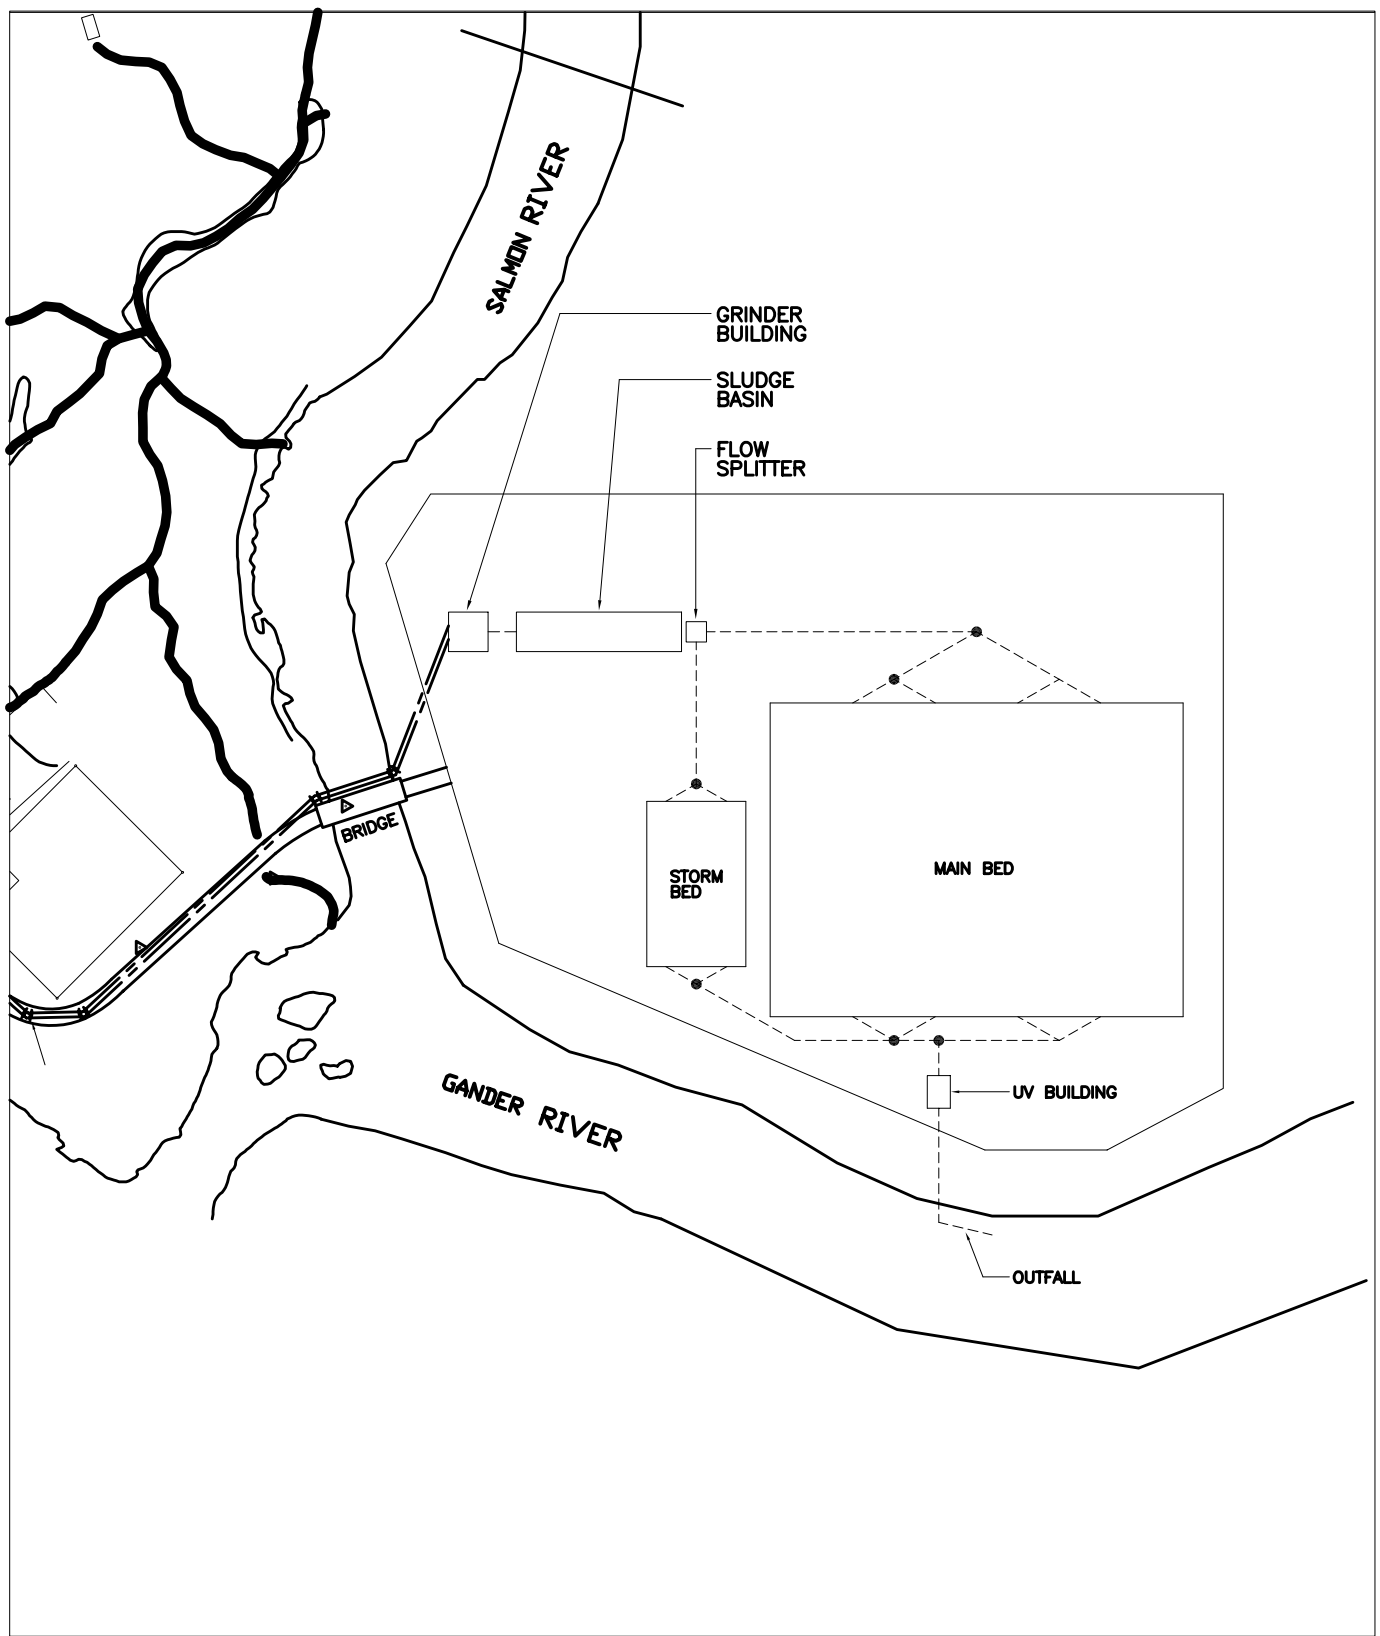 SALMON RIVER
GRINDER
BUILDING
SLUDGE
BASIN
FLOW
SPLITTER
BRIDGE
STORM
BED
MAIN BED
GANDER RIVER
UV BUILDING
OUTFALL